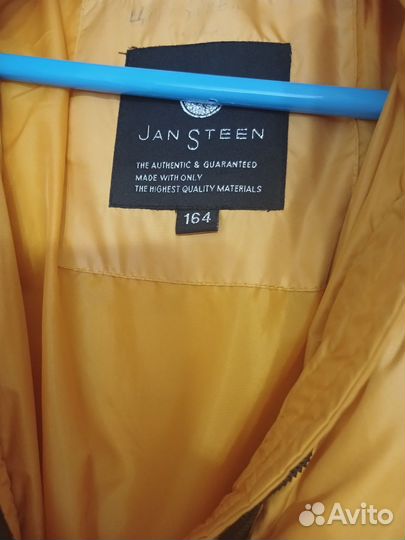 JAN STEEN
THE AUTHENTIC & GUARANTEED
MADE WITH ONLY
THE HIGHEST QUALITY MATERIALS
164
Avito